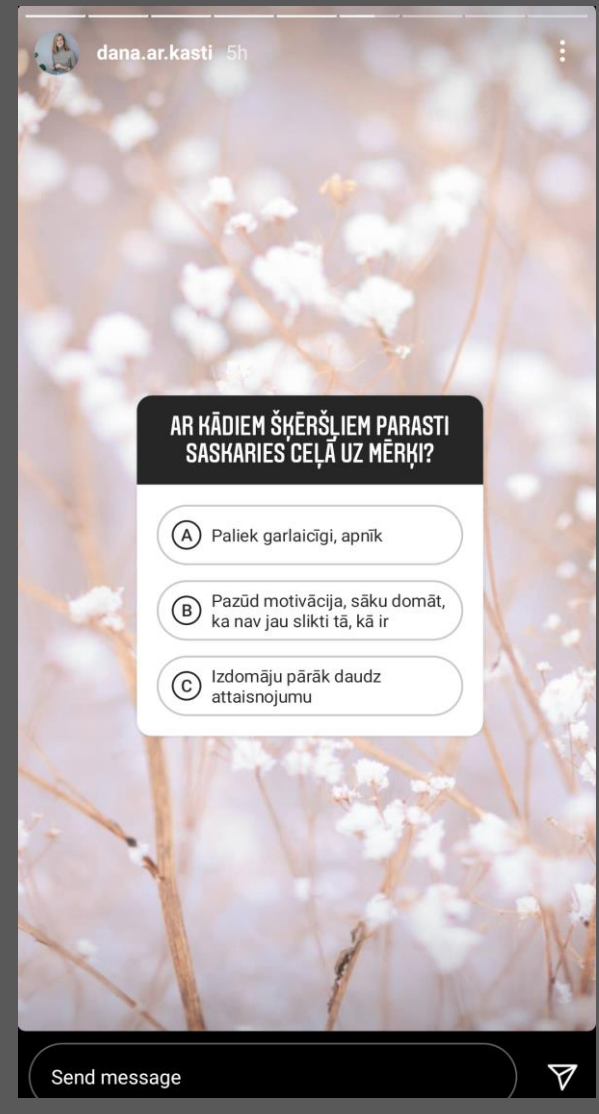 dana.ar.kasti 5h
AR KĀDIEM ŠĶĒRŠĻIEM PARASTI
SASKARIES CEĻĀ UZ MĒRĶI?
A Paliek garlaicīgi, apnīk
B Pazūd motivācija, sāku domāt,
ka nav jau slikti tā, kā ir
C Izdomāju pārāk daudz
attaisnojumu
Send message